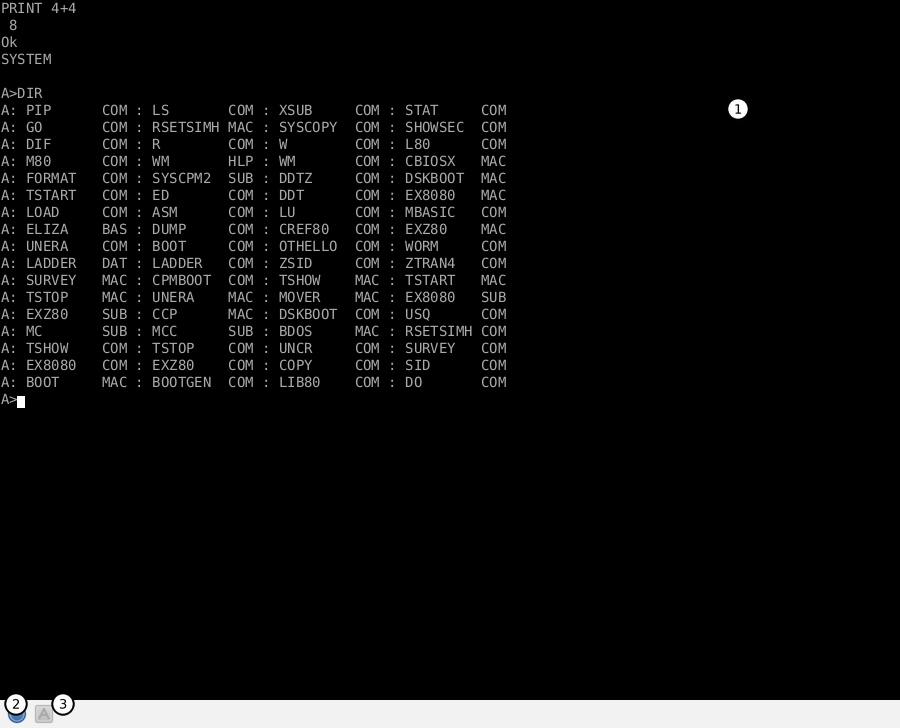 PRINT 4+4
 8
Ok
SYSTEM

A>DIR
A: PIP      COM : LS       COM : XSUB     COM : STAT     COM
A: GO       COM : RSETSIMH MAC : SYSCOPY  COM : SHOWSEC  COM
A: DIF      COM : R        COM : W        COM : L80      COM
A: M80      COM : WM       HLP : WM       COM : CBIOSX   MAC
A: FORMAT   COM : SYSCPM2  SUB : DDTZ     COM : DSKBOOT  MAC
A: TSTART   COM : ED       COM : DDT      COM : EX8080   MAC
A: LOAD     COM : ASM      COM : LU       COM : MBASIC   COM
A: ELIZA    BAS : DUMP     COM : CREF80   COM : EXZ80    MAC
A: UNERA    COM : BOOT     COM : OTHELLO  COM : WORM     COM
A: LADDER   DAT : LADDER   COM : ZSID     COM : ZTRAN4   COM
A: SURVEY   MAC : CPMBOOT  COM : TSHOW    MAC : TSTART   MAC
A: TSTOP    MAC : UNERA    MAC : MOVER    MAC : EX8080   SUB
A: EXZ80    SUB : CCP      MAC : DSKBOOT  COM : USQ      COM
A: MC       SUB : MCC      SUB : BDOS     MAC : RSETSIMH COM
A: TSHOW    COM : TSTOP    COM : UNCR     COM : SURVEY   COM
A: EX8080   COM : EXZ80    COM : COPY     COM : SID      COM
A: BOOT     MAC : BOOTGEN  COM : LIB80    COM : DO       COM
A>
1
2 3
A